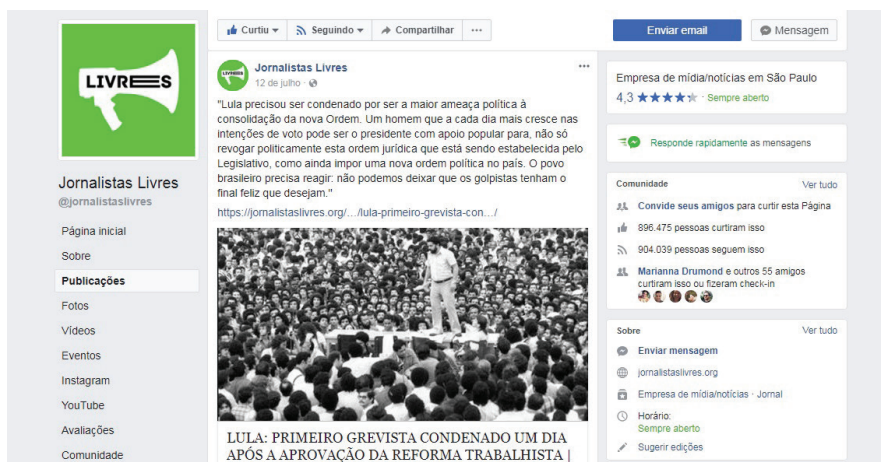 LIVRES
Jornalistas Livres
@jornalistaslivres
Página inicial
Sobre
Publicações
Fotos
Vídeos
Eventos
Instagram
YouTube
Avaliações
Comunidade
Curtiu
Seguindo
Compartilhar
Jornalistas Livres
12 de julho ·
"Lula precisou ser condenado por ser a maior ameaça política à
consolidação da nova Ordem. Um homem que a cada dia mais cresce nas
intenções de voto pode ser o presidente com apoio popular para, não só
revogar politicamente esta ordem jurídica que está sendo estabelecida pelo
Legislativo, como ainda impor uma nova ordem política no país. O povo
brasileiro precisa reagir: não podemos deixar que os golpistas tenham o
final feliz que desejam."
https://jornalistaslivres.org/…/lula-primeiro-grevista-con…/
LULA: PRIMEIRO GREVISTA CONDENADO UM DIA
APÓS A APROVAÇÃO DA REFORMA TRABALHISTA |
Enviar email
Mensagem
Empresa de mídia/notícias em São Paulo
4,3 ★★★★★ · Sempre aberto
Responde rapidamente as mensagens
Comunidade
Ver tudo
Convide seus amigos para curtir esta Página
896.475 pessoas curtiram isso
904.039 pessoas seguem isso
Marianna Drumond e outros 55 amigos
curtiram isso ou fizeram check-in
Sobre
Ver tudo
Enviar mensagem
jornalistaslivres.org
Empresa de mídia/notícias · Jornal
Horário:
Sempre aberto
Sugerir edições